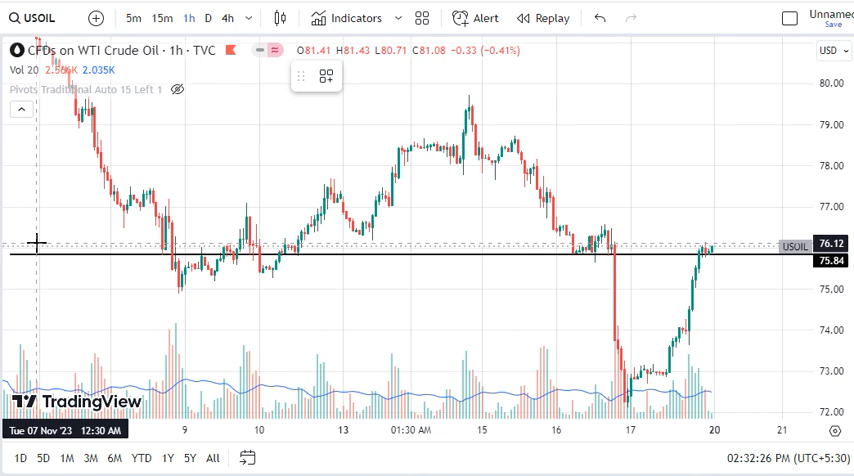 USOIL 5m 15m 1h D 4h Indicators Alert Replay Unnamed
Save
CFDs on WTI Crude Oil · 1h · TVC O81.41 H81.43 L80.71 C81.08 −0.33 (−0.41%) USD
Vol 20 2.566K 2.035K
Pivots Traditional Auto 15 Left 1
80.00
79.00
78.00
77.00
USOIL 76.12
75.84
75.00
74.00
73.00
72.00
TradingView
Tue 07 Nov '23 12:30 AM 9 10 13 01:30 AM 15 16 17 20 21
1D 5D 1M 3M 6M YTD 1Y 5Y All 02:32:26 PM (UTC+5:30)